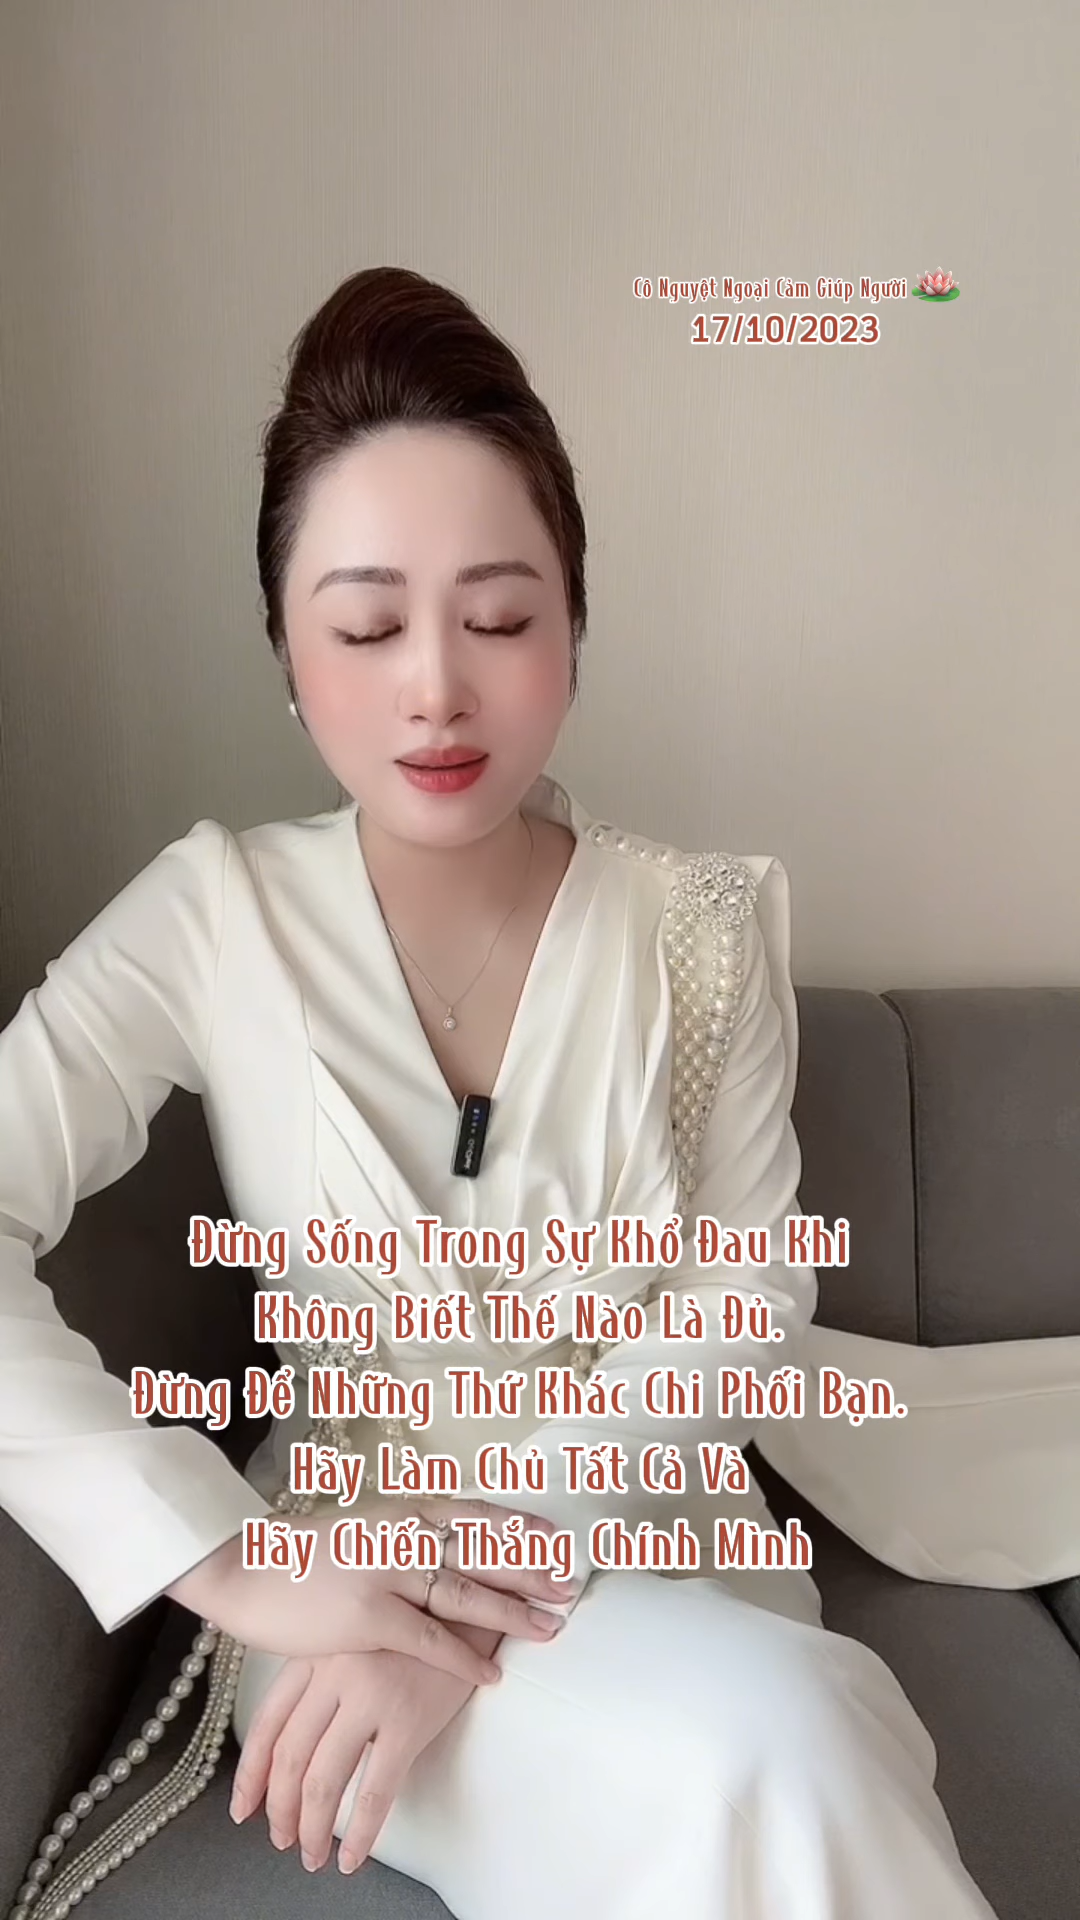 Cô Nguyệt Ngoại Cảm Giúp Người
17/10/2023
Đừng Sống Trong Sự Khổ Đau Khi
Không Biết Thế Nào Là Đủ.
Đừng Để Những Thứ Khác Chi Phối Bạn.
Hãy Làm Chủ Tất Cả Và
Hãy Chiến Thắng Chính Mình